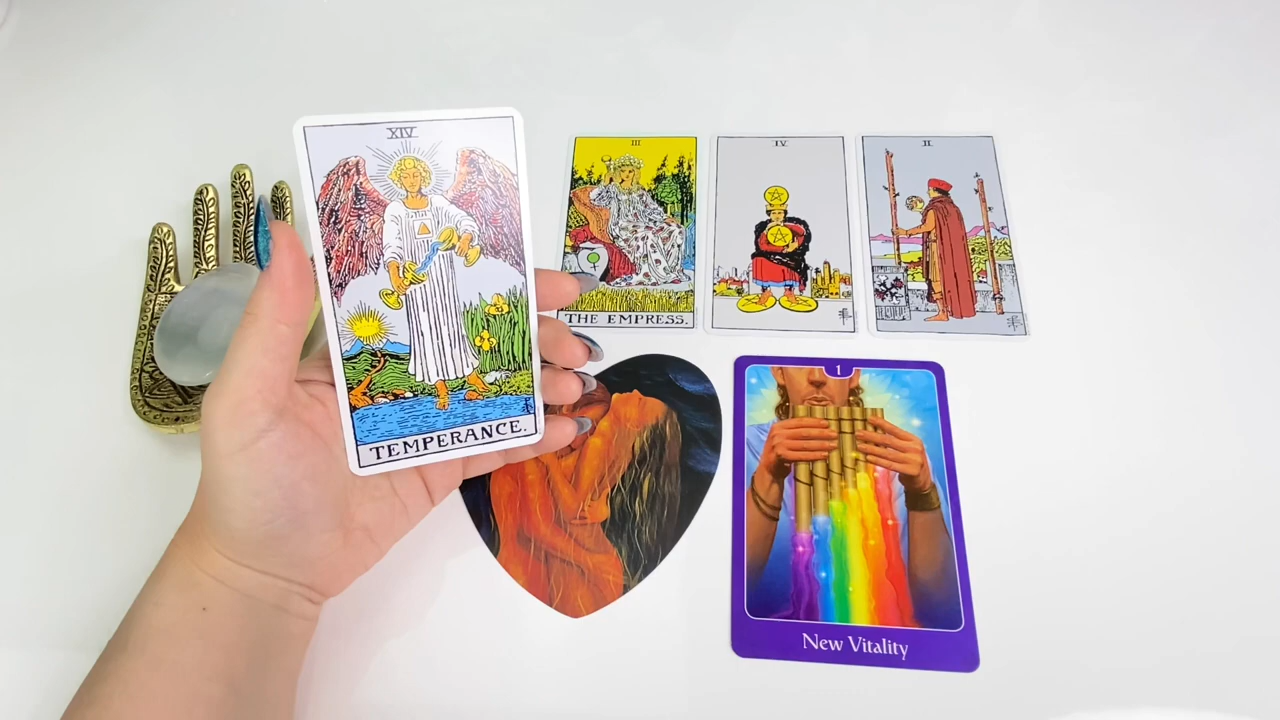 XIV
TEMPERANCE.
III
THE EMPRESS.
IV
II
1
New Vitality